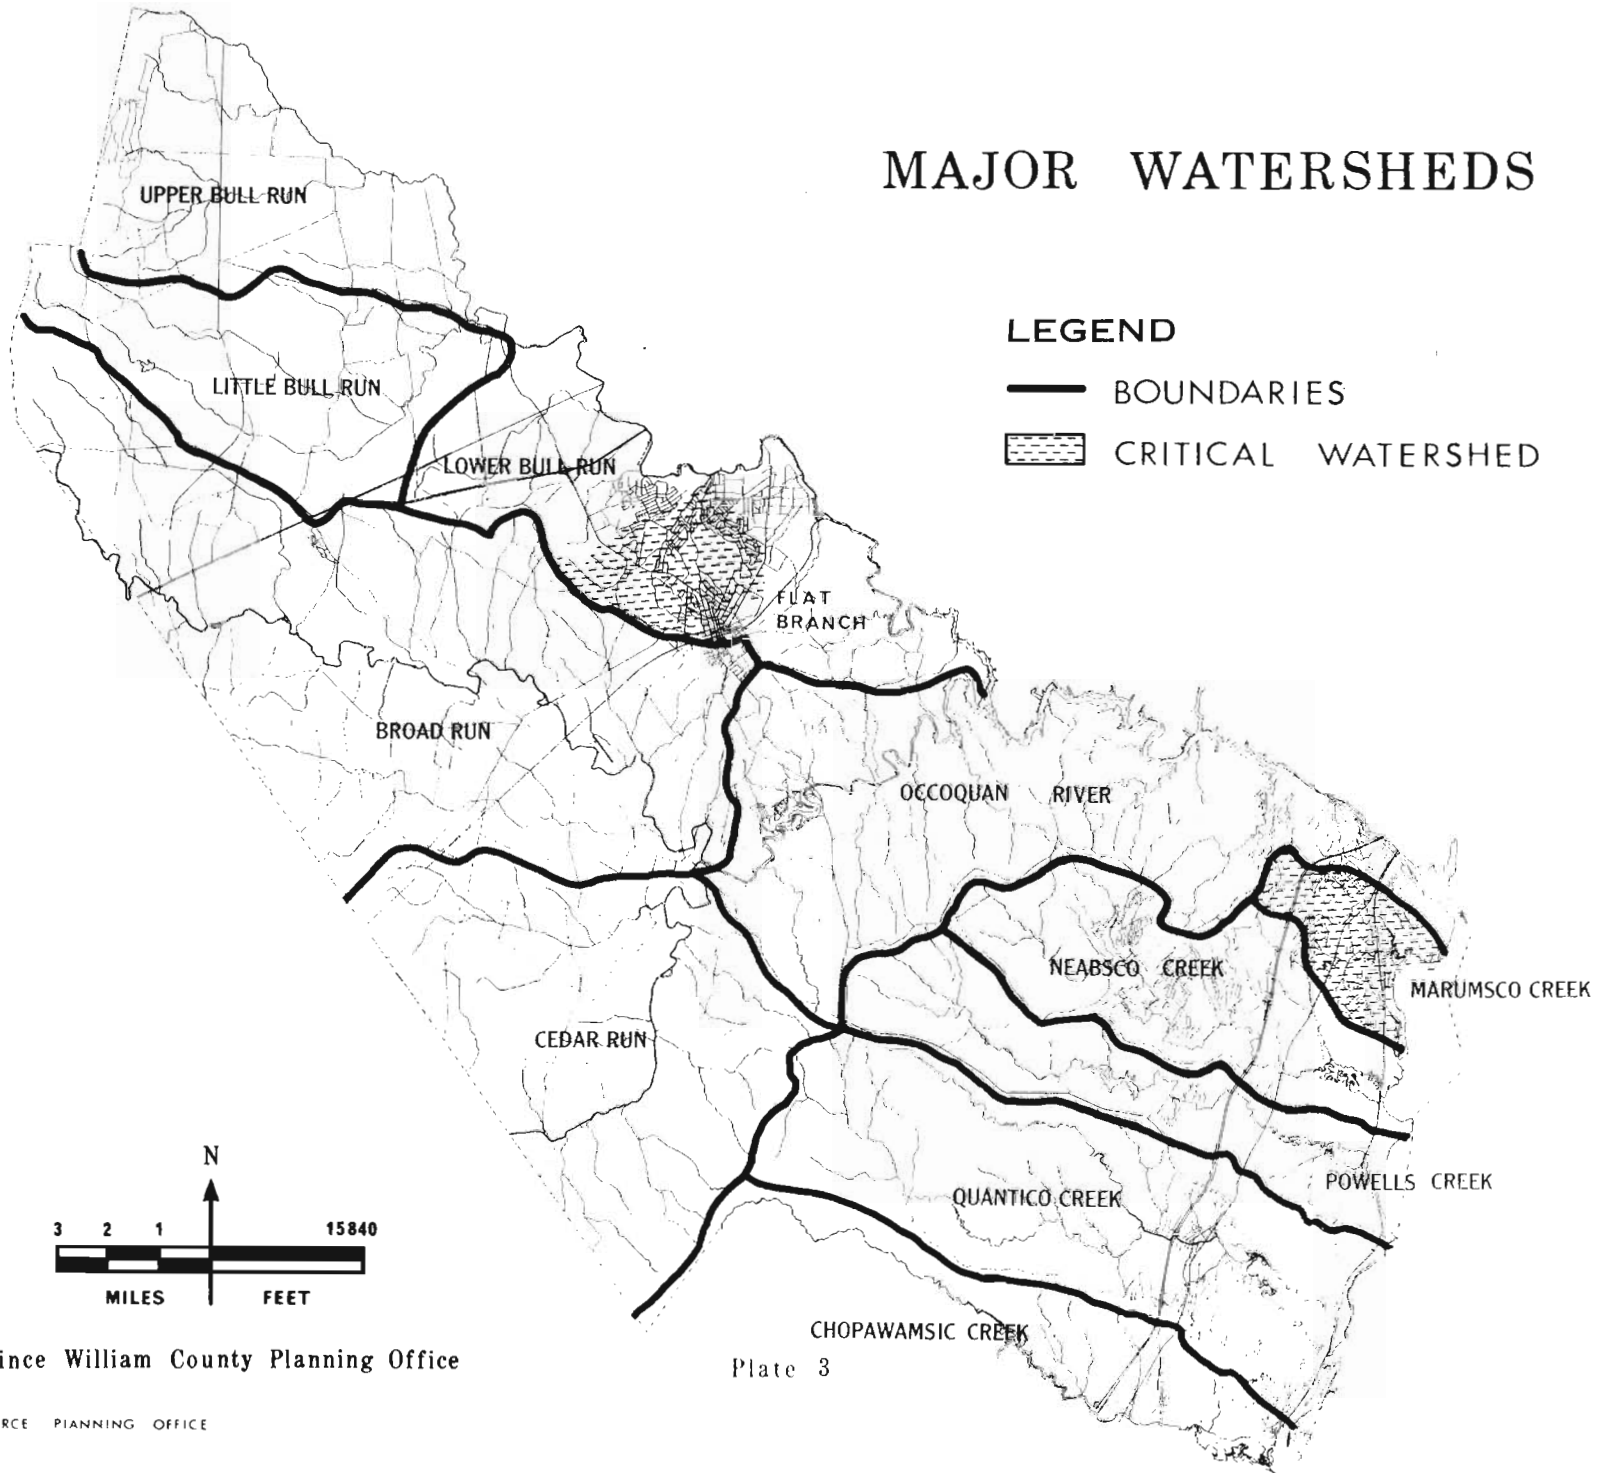 MAJOR WATERSHEDS
UPPER BULL RUN
LEGEND
BOUNDARIES
CRITICAL WATERSHED
LITTLE BULL RUN
LOWER BULL RUN
FLAT
BRANCH
BROAD RUN
OCCOQUAN RIVER
NEABSCO CREEK
MARUMSCO CREEK
CEDAR RUN
POWELLS CREEK
QUANTICO CREEK
CHOPAWAMSIC CREEK
N
3 2 1 15840
MILES FEET
ince William County Planning Office
Plate 3
RCE PLANNING OFFICE